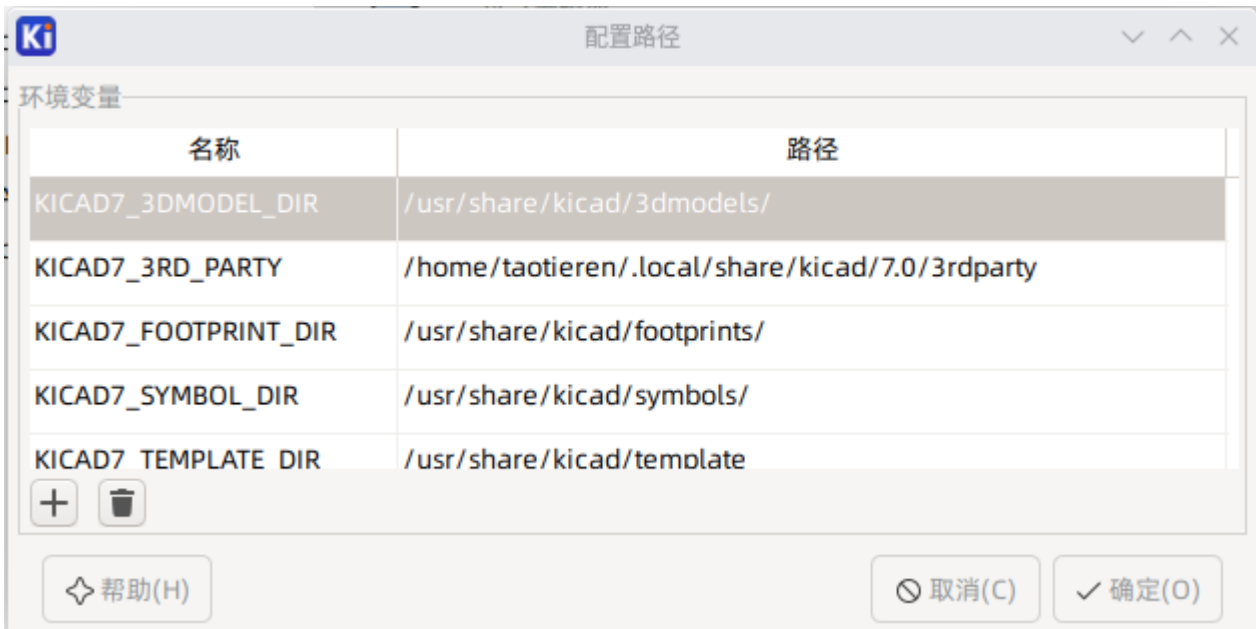 Ki 配置路径
环境变量
名称 路径
KICAD7_3DMODEL_DIR /usr/share/kicad/3dmodels/
KICAD7_3RD_PARTY /home/taotieren/.local/share/kicad/7.0/3rdparty
KICAD7_FOOTPRINT_DIR /usr/share/kicad/footprints/
KICAD7_SYMBOL_DIR /usr/share/kicad/symbols/
KICAD7_TEMPLATE_DIR /usr/share/kicad/template
帮助(H) 取消(C) 确定(O)